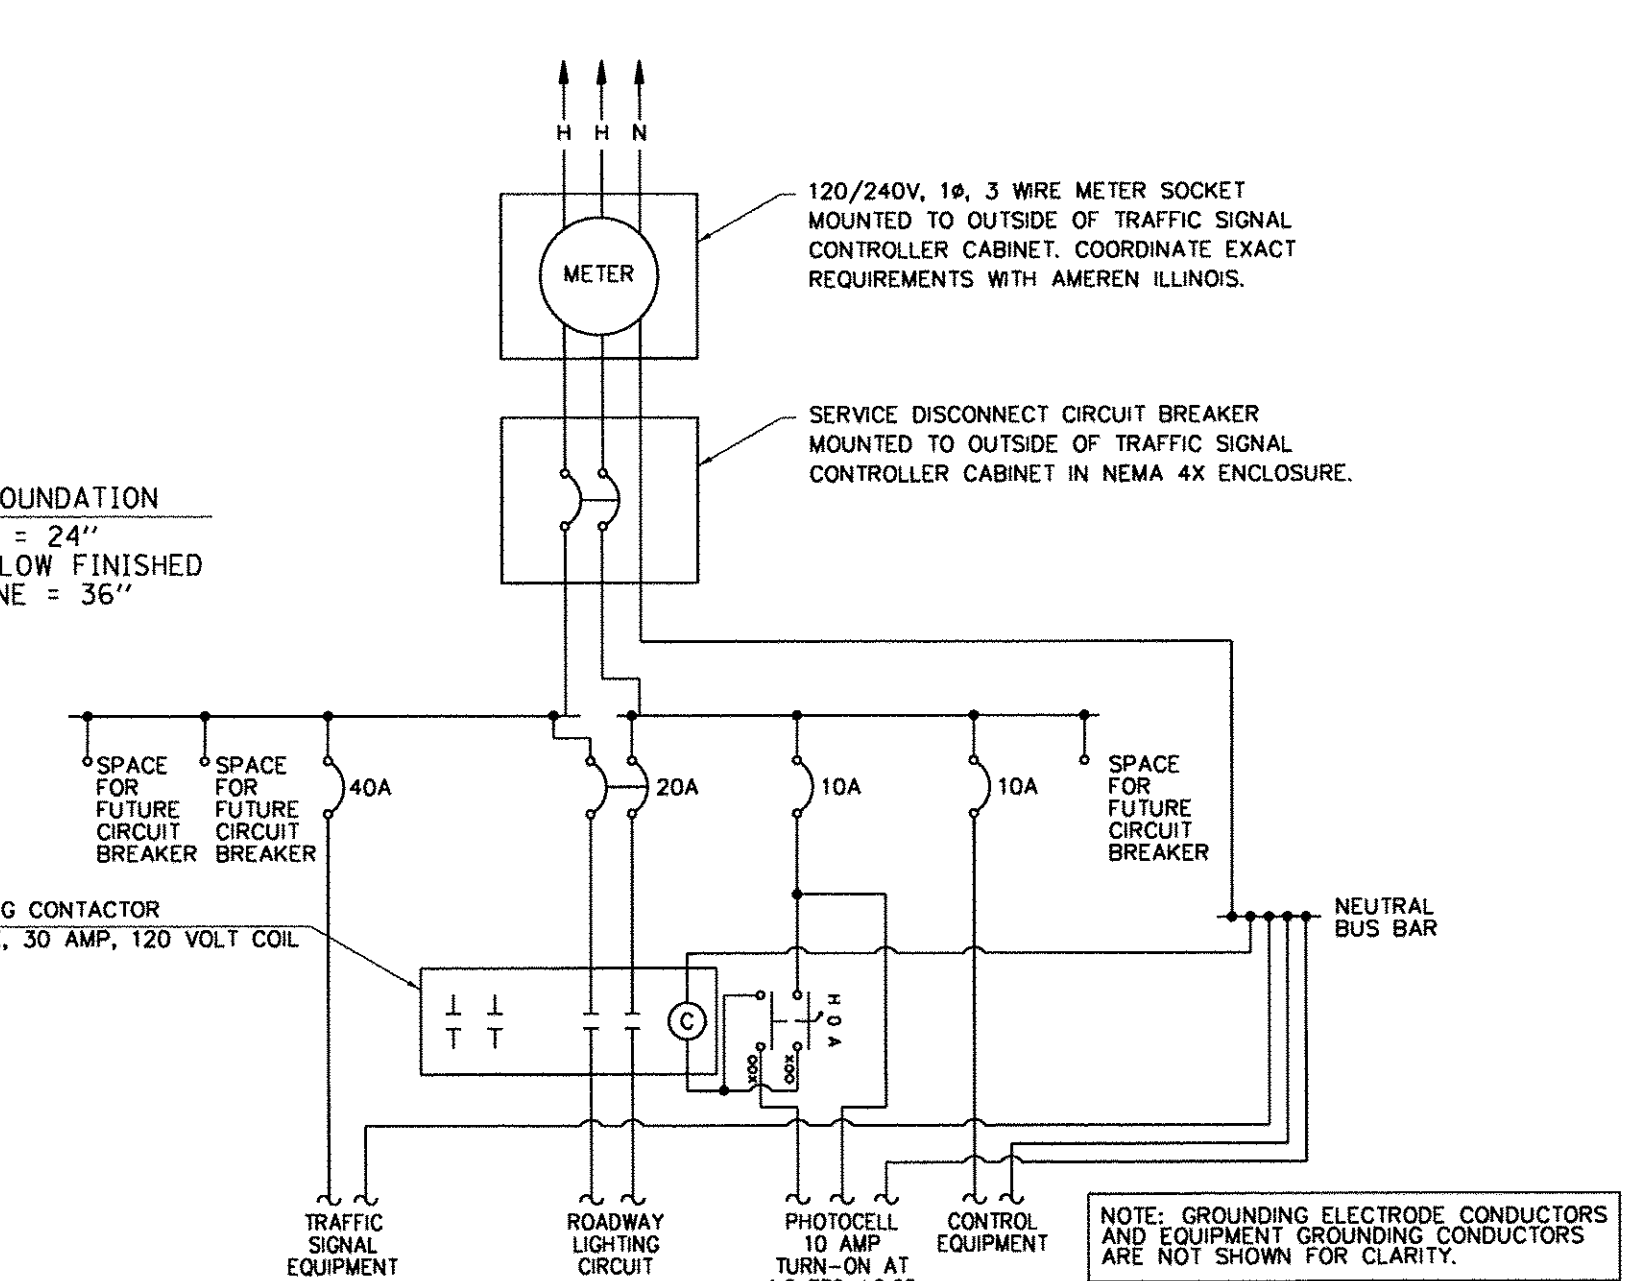 H H N
120/240V, 1ø, 3 WIRE METER SOCKET
MOUNTED TO OUTSIDE OF TRAFFIC SIGNAL
CONTROLLER CABINET. COORDINATE EXACT
REQUIREMENTS WITH AMEREN ILLINOIS.
METER
SERVICE DISCONNECT CIRCUIT BREAKER
MOUNTED TO OUTSIDE OF TRAFFIC SIGNAL
CONTROLLER CABINET IN NEMA 4X ENCLOSURE.
OUNDATION
= 24"
LOW FINISHED
NE = 36"
SPACE
FOR
FUTURE
CIRCUIT
BREAKER
SPACE
FOR
FUTURE
CIRCUIT
BREAKER
40A
20A
10A
10A
SPACE
FOR
FUTURE
CIRCUIT
BREAKER
G CONTACTOR
, 30 AMP, 120 VOLT COIL
NEUTRAL
BUS BAR
C
H O A
OOX
XOO
TRAFFIC
SIGNAL
EQUIPMENT
ROADWAY
LIGHTING
CIRCUIT
PHOTOCELL
10 AMP
TURN-ON AT
CONTROL
EQUIPMENT
NOTE: GROUNDING ELECTRODE CONDUCTORS
AND EQUIPMENT GROUNDING CONDUCTORS
ARE NOT SHOWN FOR CLARITY.